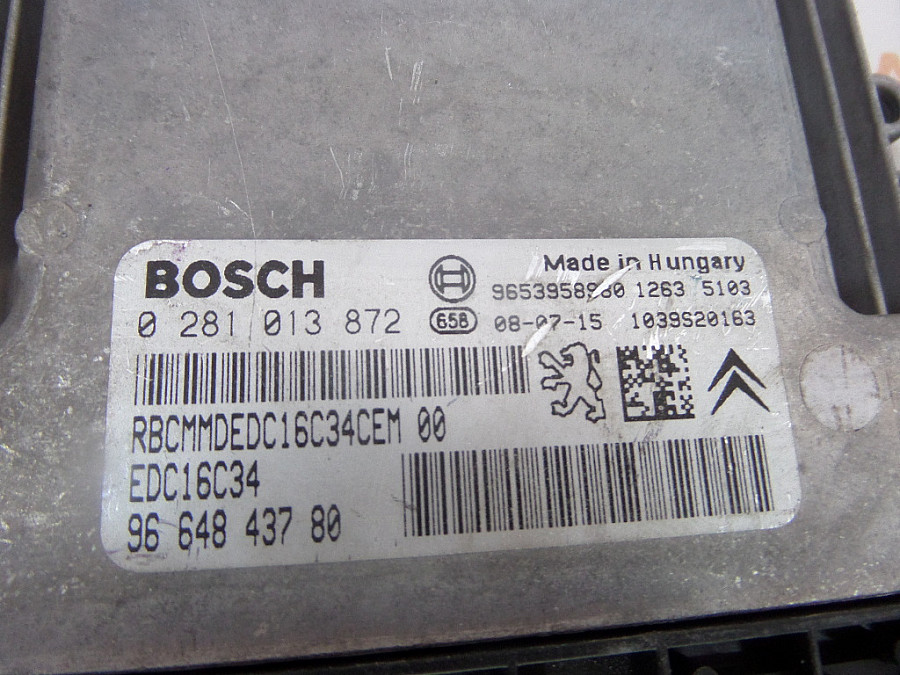 BOSCH
Made in Hungary
9653958980 1263 5103
0 281 013 872
658
08-07-15 1039S20163
RBCMMDEDC16C34CEM 00
EDC16C34
96 648 437 80